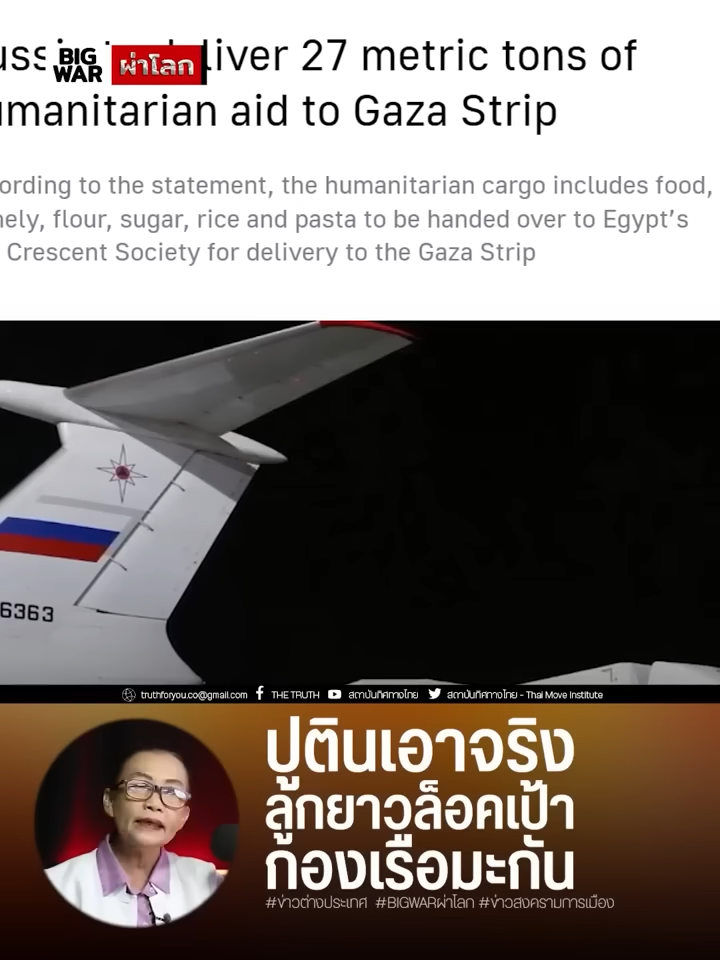 BIG
WAR
ผ่าโลก
liver 27 metric tons of
umanitarian aid to Gaza Strip
ording to the statement, the humanitarian cargo includes food,
ely, flour, sugar, rice and pasta to be handed over to Egypt's
Crescent Society for delivery to the Gaza Strip
6363
truthforyou.co@gmail.com THE TRUTH สถาบันทิศทางไทย สถาบันทิศทางไทย - Thai Move Institute
ปูตินเอาจริง
ลูกยาวล็อคเป้า
กองเรือมะกัน
#ข่าวต่างประเทศ #BIGWARผ่าโลก #ข่าวสงครามการเมือง